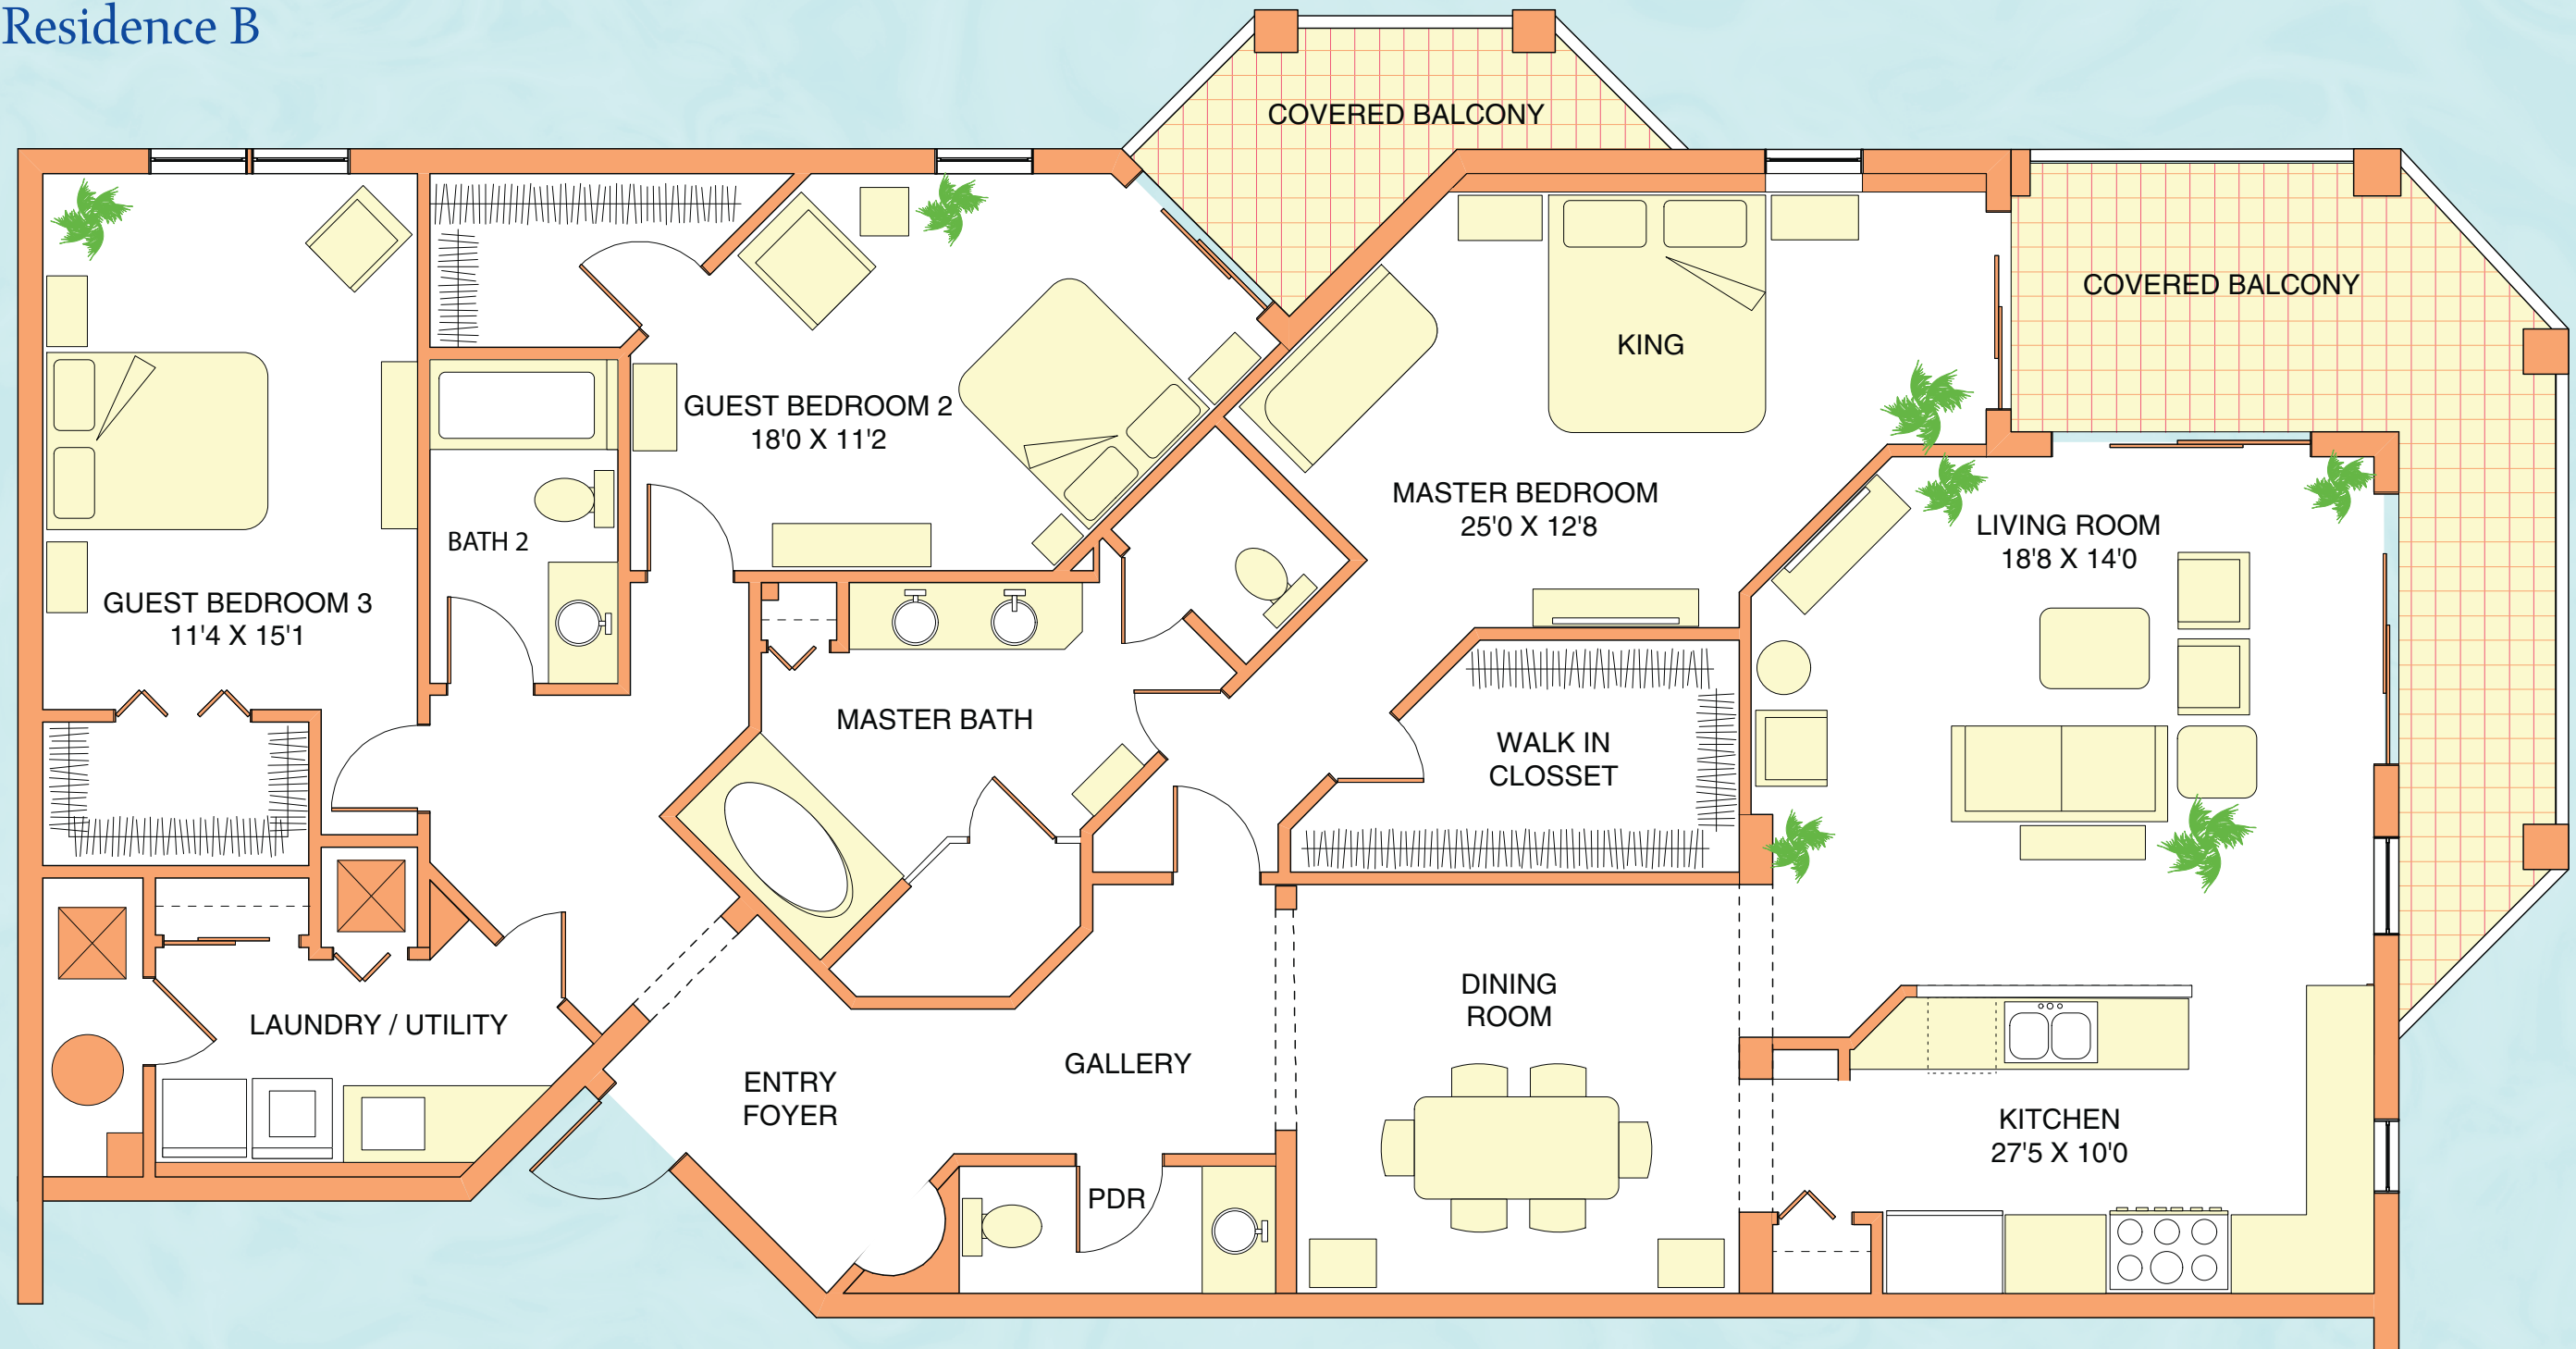 Residence B
COVERED BALCONY
COVERED BALCONY
KING
GUEST BEDROOM 2
18'0 X 11'2
MASTER BEDROOM
25'0 X 12'8
LIVING ROOM
18'8 X 14'0
BATH 2
GUEST BEDROOM 3
11'4 X 15'1
MASTER BATH
WALK IN
CLOSSET
DINING
ROOM
LAUNDRY / UTILITY
GALLERY
ENTRY
FOYER
KITCHEN
27'5 X 10'0
PDR